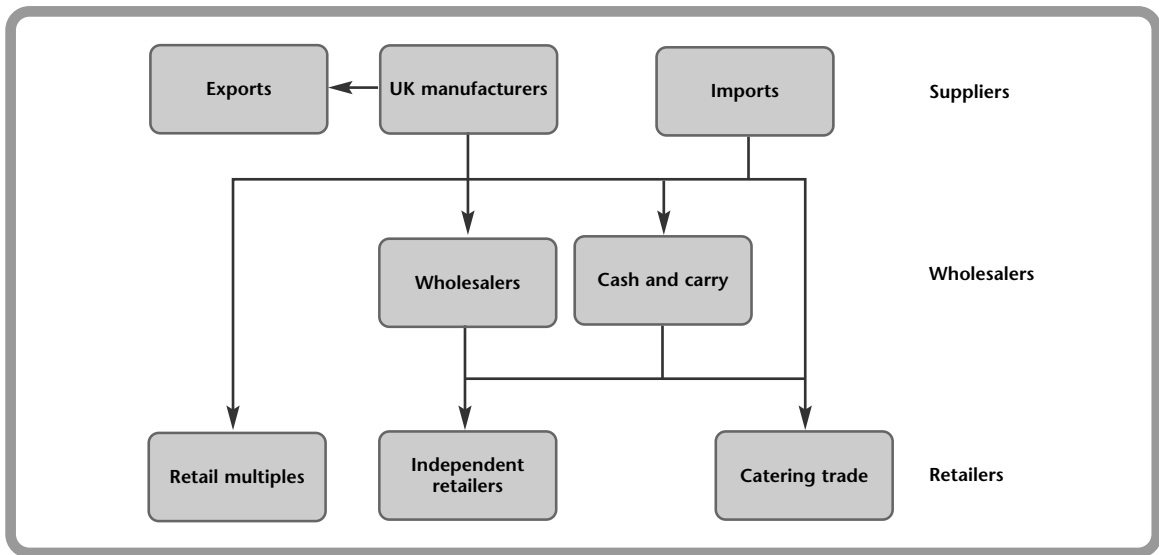 Exports
UK manufacturers
Imports
Suppliers
Wholesalers
Cash and carry
Wholesalers
Retail multiples
Independent
retailers
Catering trade
Retailers